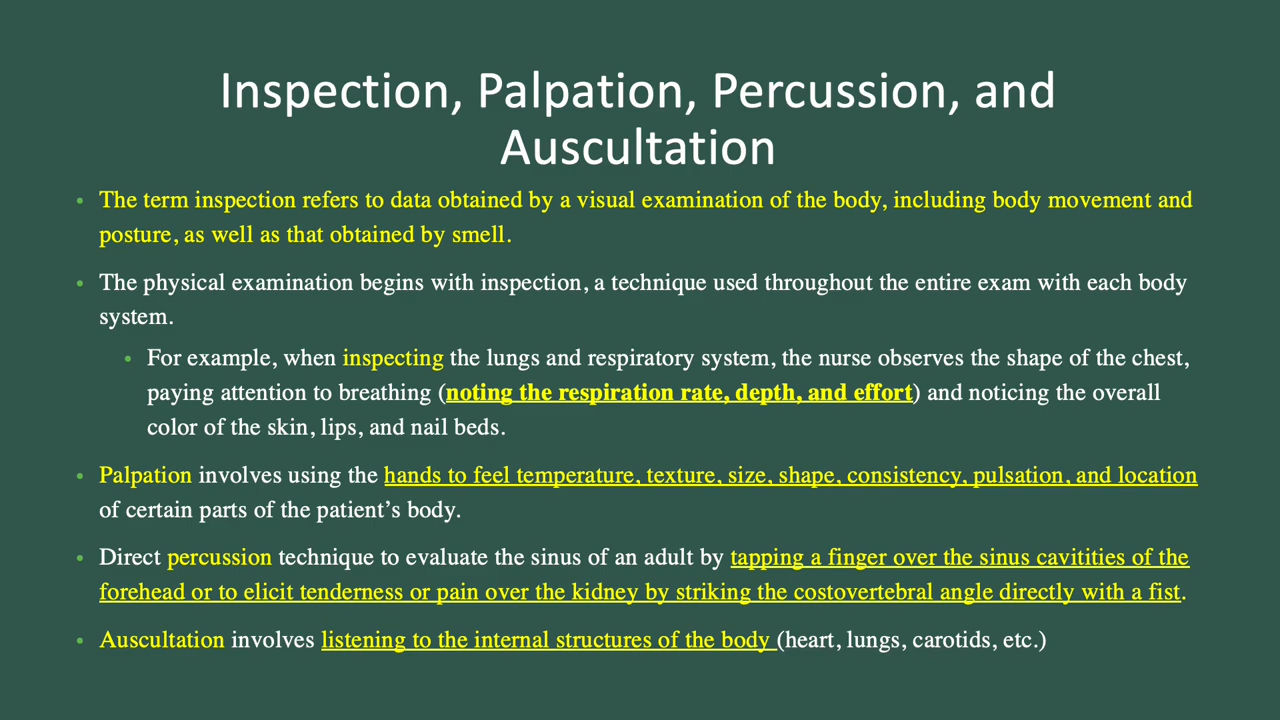 Inspection, Palpation, Percussion, and
Auscultation
• The term inspection refers to data obtained by a visual examination of the body, including body movement and
posture, as well as that obtained by smell.
• The physical examination begins with inspection, a technique used throughout the entire exam with each body
system.
• For example, when inspecting the lungs and respiratory system, the nurse observes the shape of the chest,
paying attention to breathing (noting the respiration rate, depth, and effort) and noticing the overall
color of the skin, lips, and nail beds.
• Palpation involves using the hands to feel temperature, texture, size, shape, consistency, pulsation, and location
of certain parts of the patient’s body.
• Direct percussion technique to evaluate the sinus of an adult by tapping a finger over the sinus cavitities of the
forehead or to elicit tenderness or pain over the kidney by striking the costovertebral angle directly with a fist.
• Auscultation involves listening to the internal structures of the body (heart, lungs, carotids, etc.)